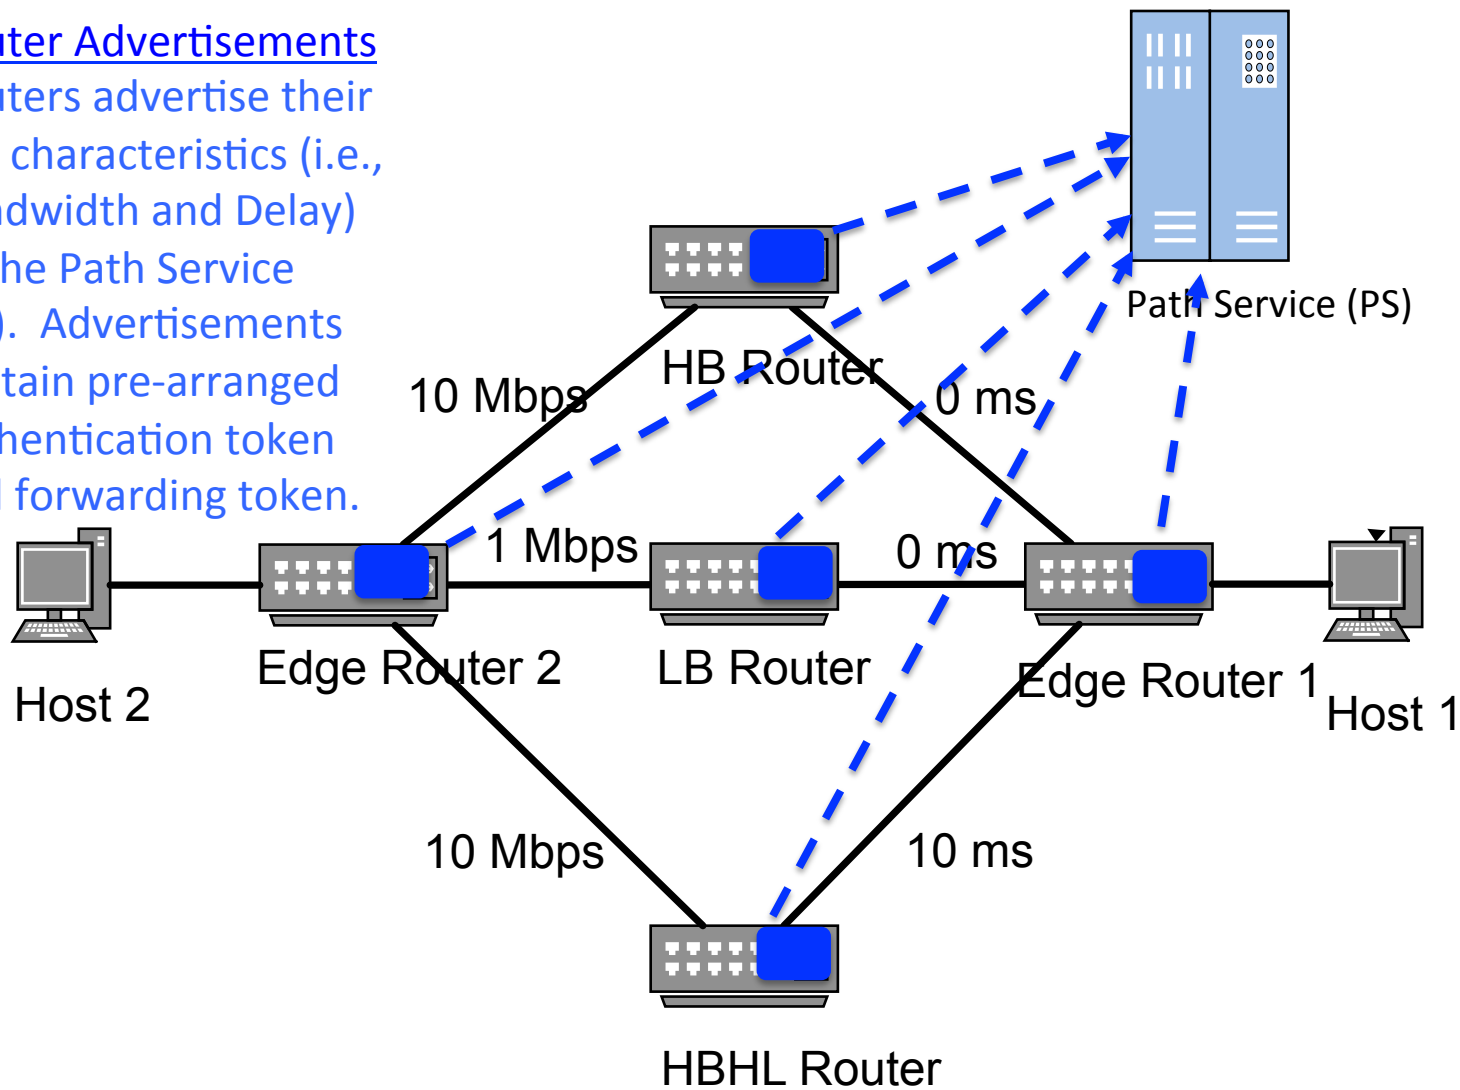 uter Advertisements
uters advertise their
characteristics (i.e.,
ndwidth and Delay)
he Path Service
). Advertisements
tain pre-arranged
hentication token
forwarding token.
Path Service (PS)
HB Router
10 Mbps
0 ms
1 Mbps
0 ms
Edge Router 2
LB Router
Edge Router 1
Host 2
Host 1
10 Mbps
10 ms
HBHL Router